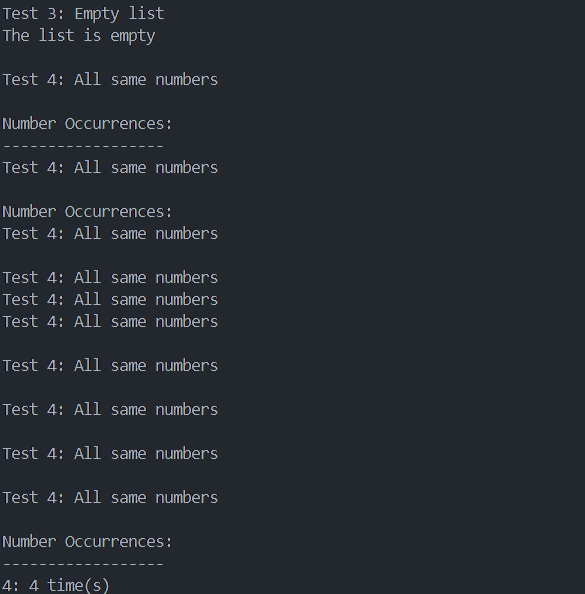 Test 3: Empty list
The list is empty
Test 4: All same numbers
Number Occurrences:
------------------
Test 4: All same numbers
Number Occurrences:
Test 4: All same numbers
Test 4: All same numbers
Test 4: All same numbers
Test 4: All same numbers
Test 4: All same numbers
Test 4: All same numbers
Test 4: All same numbers
Test 4: All same numbers
Number Occurrences:
------------------
4: 4 time(s)